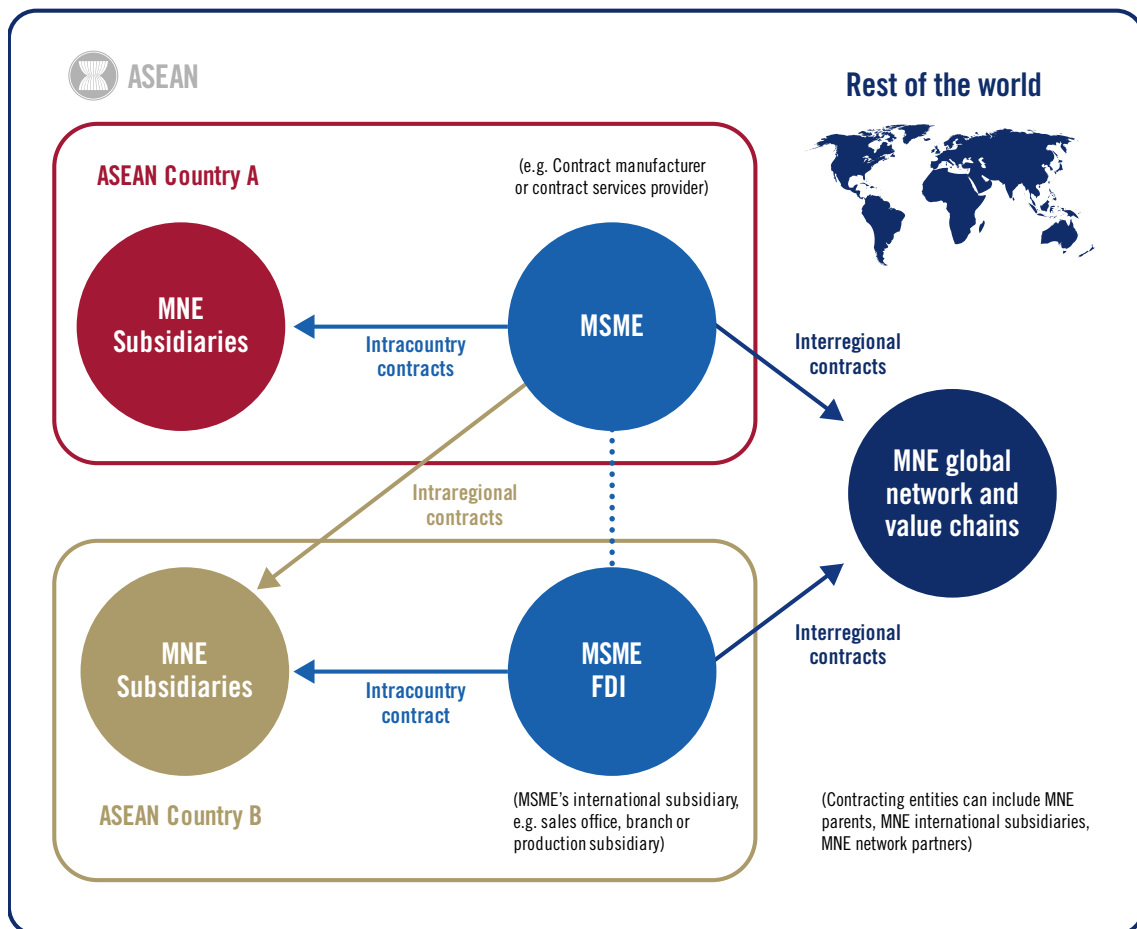 ASEAN
Rest of the world
ASEAN Country A
(e.g. Contract manufacturer
or contract services provider)
MNE
Subsidiaries
Intracountry
contracts
MSME
Interregional
contracts
MNE global
network and
value chains
Intraregional
contracts
MNE
Subsidiaries
Intracountry
contract
MSME
FDI
Interregional
contracts
ASEAN Country B
(MSME's international subsidiary,
e.g. sales office, branch or
production subsidiary)
(Contracting entities can include MNE
parents, MNE international subsidiaries,
MNE network partners)